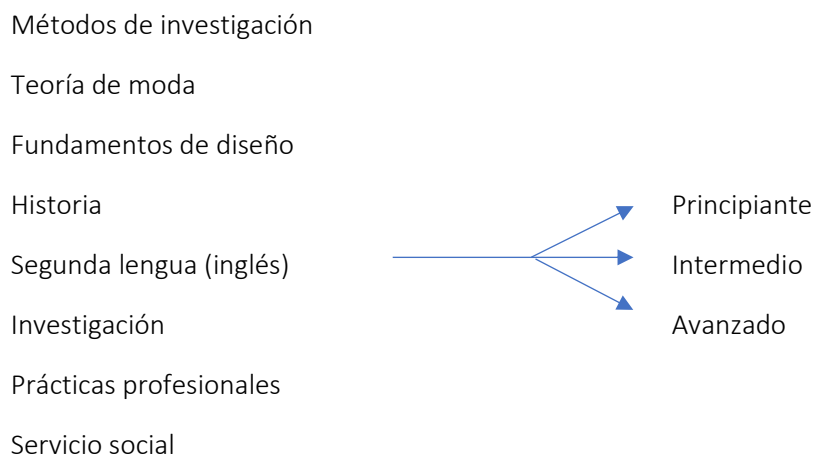 Métodos de investigación
Teoría de moda
Fundamentos de diseño
Historia
Principiante
Segunda lengua (inglés)
Intermedio
Investigación
Avanzado
Prácticas profesionales
Servicio social